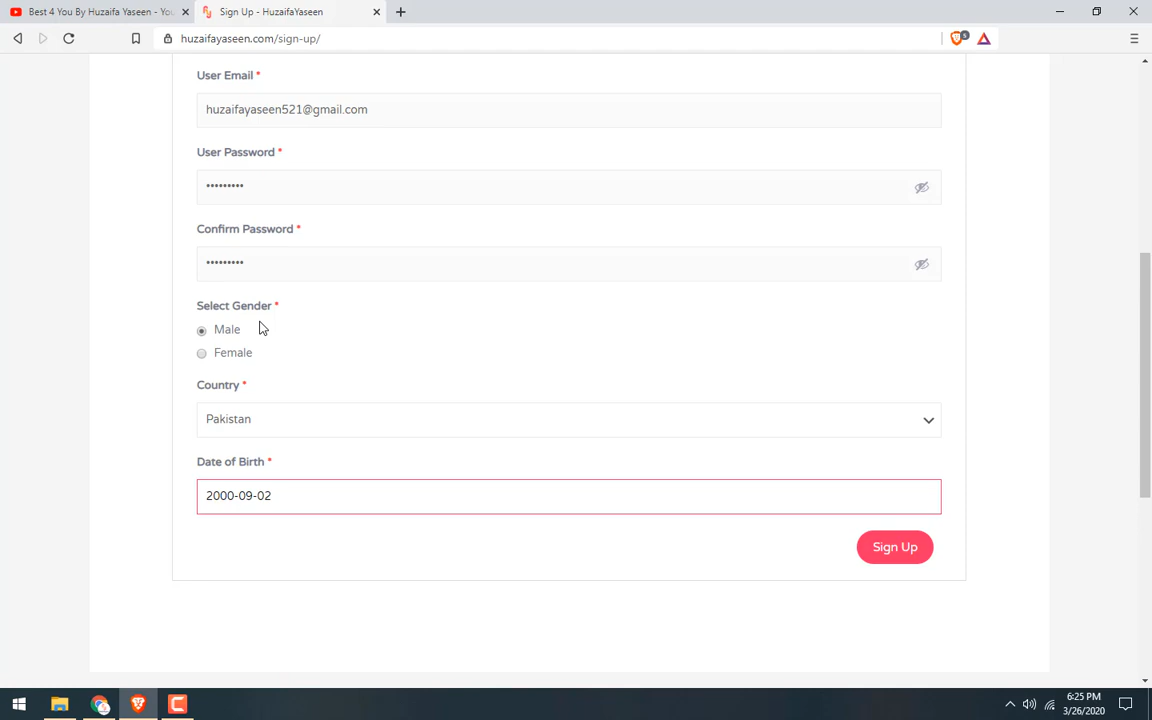 Best 4 You By Huzaifa Yaseen - You
Sign Up - HuzaifaYaseen
huzaifayaseen.com/sign-up/
5
User Email *
huzaifayaseen521@gmail.com
User Password *
•••••••••
Confirm Password *
•••••••••
Select Gender *
Male
Female
Country *
Pakistan
Date of Birth *
2000-09-02
Sign Up
6:25 PM
3/26/2020